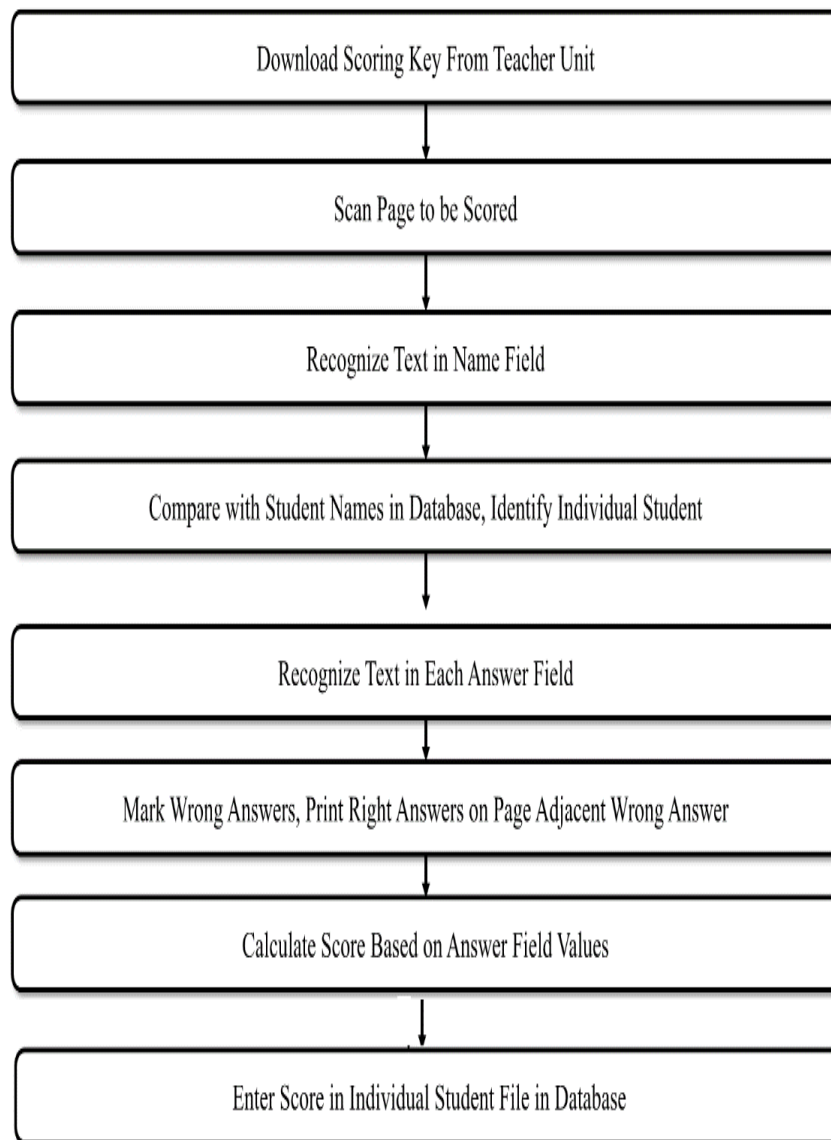 Download Scoring Key From Teacher Unit
Scan Page to be Scored
Recognize Text in Name Field
Compare with Student Names in Database, Identify Individual Student
Recognize Text in Each Answer Field
Mark Wrong Answers, Print Right Answers on Page Adjacent Wrong Answer
Calculate Score Based on Answer Field Values
Enter Score in Individual Student File in Database